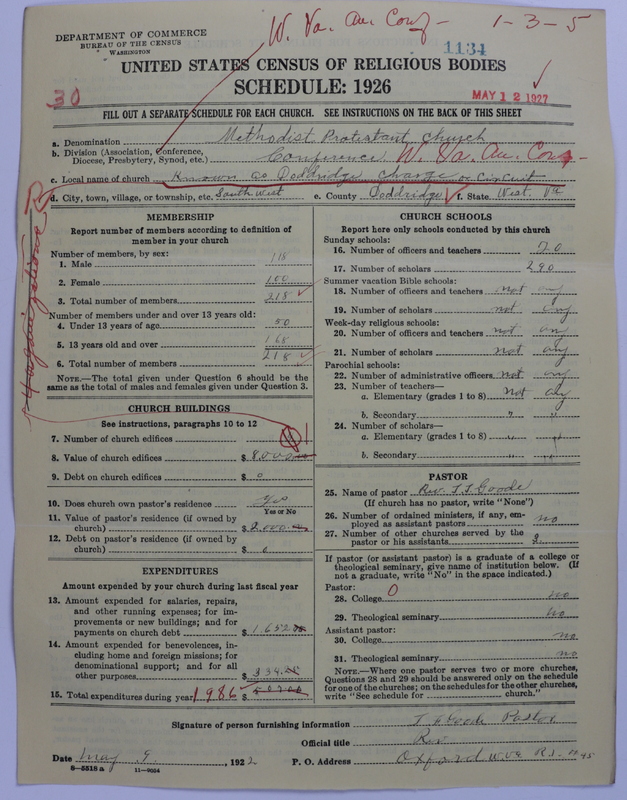 W. Va. An. Conf - 1-3-5
DEPARTMENT OF COMMERCE
BUREAU OF THE CENSUS
WASHINGTON
1134
UNITED STATES CENSUS OF RELIGIOUS BODIES
SCHEDULE: 1926
30
MAY 12 1927
FILL OUT A SEPARATE SCHEDULE FOR EACH CHURCH. SEE INSTRUCTIONS ON THE BACK OF THIS SHEET
a. Denomination Methodist Protestant Church
b. Division (Association, Conference, Diocese, Presbytery, Synod, etc.) Conference W. Va. An. Conf-
c. Local name of church Known as Doddridge Charge or Circuit
d. City, town, village, or township, etc. South West e. County Doddridge f. State West. Va
MEMBERSHIP
Report number of members according to definition of
member in your church
Number of members, by sex:
1. Male 118
2. Female 100
3. Total number of members 218
Number of members under and over 13 years old:
4. Under 13 years of age 50
5. 13 years old and over 168
6. Total number of members 218
NOTE.—The total given under Question 6 should be the
same as the total of males and females given under Question 3.
CHURCH BUILDINGS
See instructions, paragraphs 10 to 12
7. Number of church edifices 1
8. Value of church edifices $ 8000
9. Debt on church edifices $ 0
10. Does church own pastor's residence Yes
Yes or No
11. Value of pastor's residence (if owned by
church) $ 2,000
12. Debt on pastor's residence (if owned by
church) $ 0
EXPENDITURES
Amount expended by your church during last fiscal year
13. Amount expended for salaries, repairs,
and other running expenses; for im-
provements or new buildings; and for
payments on church debt $ 1652
14. Amount expended for benevolences, in-
cluding home and foreign missions; for
denominational support; and for all
other purposes $ 334
15. Total expenditures during year 1986 $
CHURCH SCHOOLS
Report here only schools conducted by this church
Sunday schools:
16. Number of officers and teachers 20
17. Number of scholars 290
Summer vacation Bible schools:
18. Number of officers and teachers not any
19. Number of scholars not any
Week-day religious schools:
20. Number of officers and teachers not any
21. Number of scholars not any
Parochial schools:
22. Number of administrative officers not any
23. Number of teachers—
a. Elementary (grades 1 to 8) not any
b. Secondary " "
24. Number of scholars—
a. Elementary (grades 1 to 8) " "
b. Secondary " "
PASTOR
25. Name of pastor Rev. Goode
(If church has no pastor, write "None")
26. Number of ordained ministers, if any, em-
ployed as assistant pastors no
27. Number of other churches served by the
pastor or his assistants
If pastor (or assistant pastor) is a graduate of a college or
theological seminary, give name of institution below. (If
not a graduate, write "No" in the space indicated.)
Pastor: 0
28. College no
29. Theological seminary no
Assistant pastor:
30. College no
31. Theological seminary no
NOTE.—Where one pastor serves two or more churches,
Questions 28 and 29 should be answered only on the schedule
for one of the churches; on the schedules for the other churches,
write "See schedule for church."
Signature of person furnishing information Goode Pastor
Official title Rev
Date May 9, 1922 P. O. Address Oxford W.Va R.1.
8—5518 a 11—9034